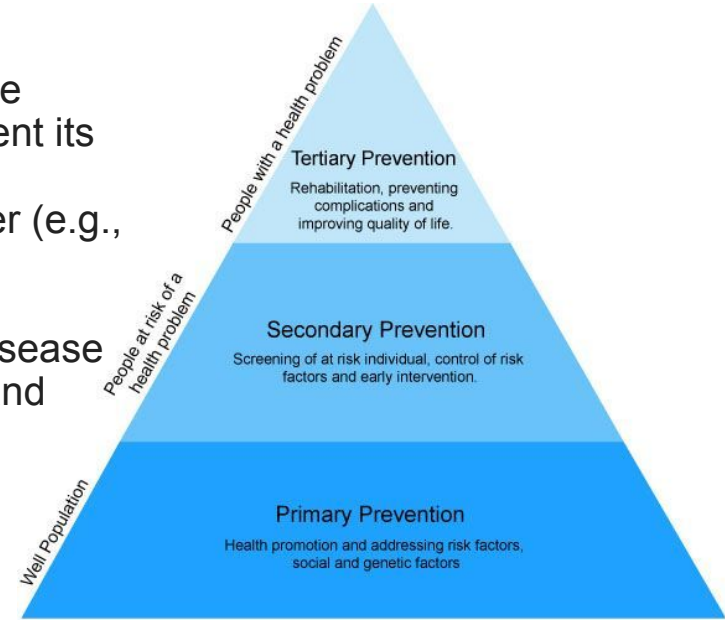 e
ent its
er (e.g.,
isease
nd
People with a health problem
Tertiary Prevention
Rehabilitation, preventing
complications and
improving quality of life.
People at risk of a
health problem
Secondary Prevention
Screening of at risk individual, control of risk
factors and early intervention.
Well Population
Primary Prevention
Health promotion and addressing risk factors,
social and genetic factors